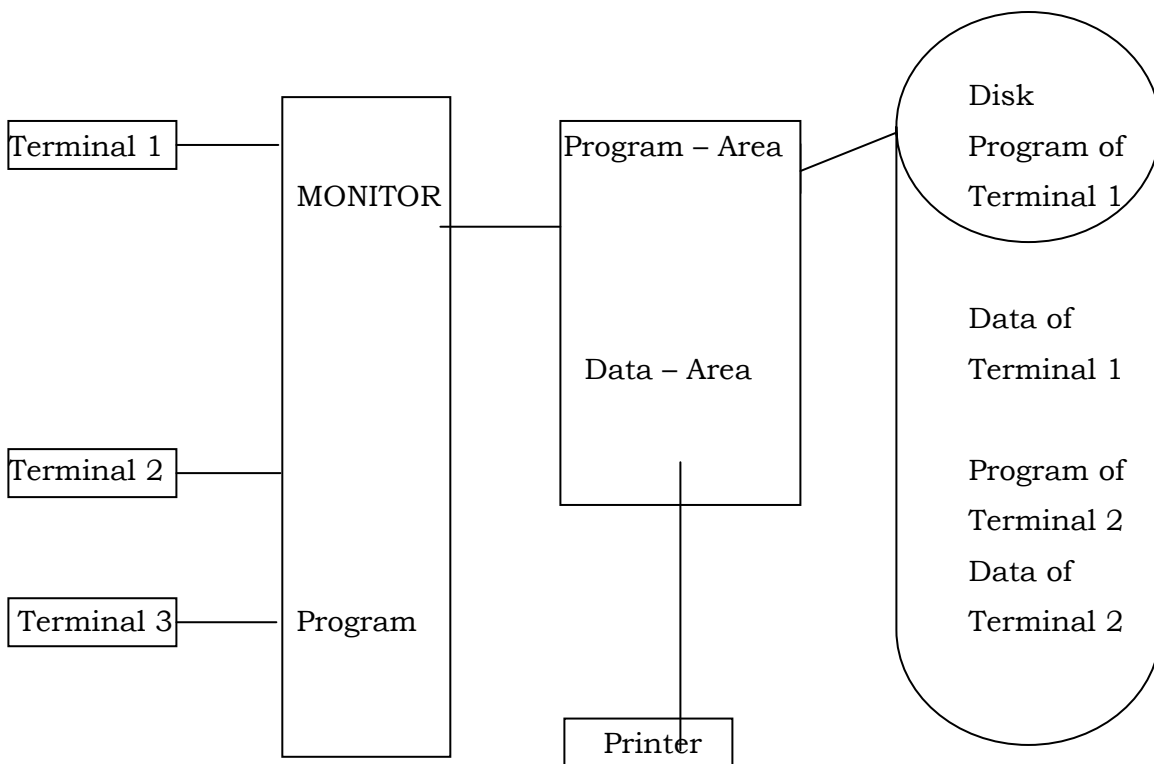 Terminal 1
MONITOR
Terminal 2
Terminal 3
Program
Program – Area
Data – Area
Printer
Disk
Program of
Terminal 1
Data of
Terminal 1
Program of
Terminal 2
Data of
Terminal 2